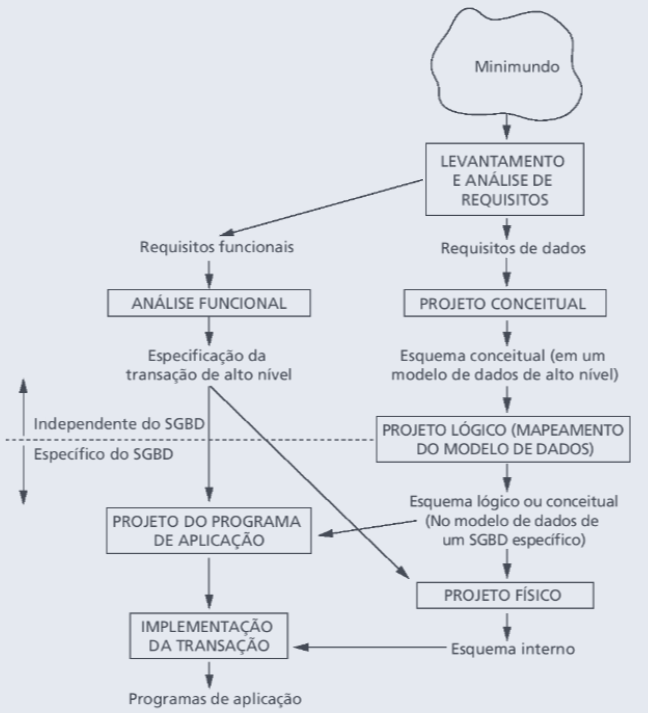 Minimundo
LEVANTAMENTO
E ANÁLISE DE
REQUISITOS
Requisitos funcionais
Requisitos de dados
ANÁLISE FUNCIONAL
PROJETO CONCEITUAL
Especificação da
transação de alto nível
Esquema conceitual (em um
modelo de dados de alto nível)
Independente do SGBD
Específico do SGBD
PROJETO LÓGICO (MAPEAMENTO
DO MODELO DE DADOS)
Esquema lógico ou conceitual
(No modelo de dados de
um SGBD específico)
PROJETO DO PROGRAMA
DE APLICAÇÃO
PROJETO FÍSICO
IMPLEMENTAÇÃO
DA TRANSAÇÃO
Esquema interno
Programas de aplicação